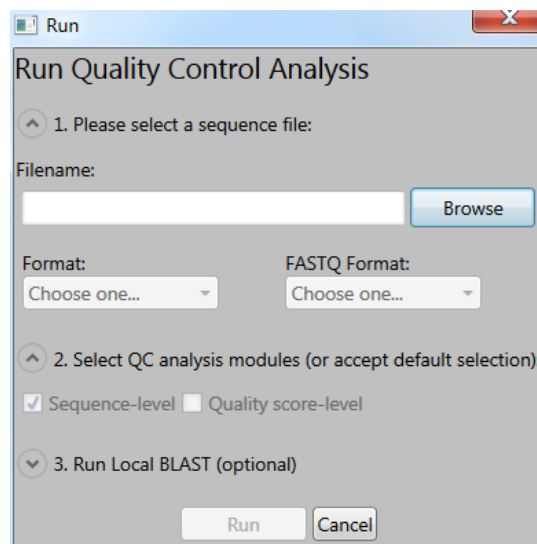 Run
Run Quality Control Analysis
1. Please select a sequence file:
Filename:
Browse
Format: FASTQ Format:
Choose one... Choose one...
2. Select QC analysis modules (or accept default selection)
Sequence-level Quality score-level
3. Run Local BLAST (optional)
Run Cancel